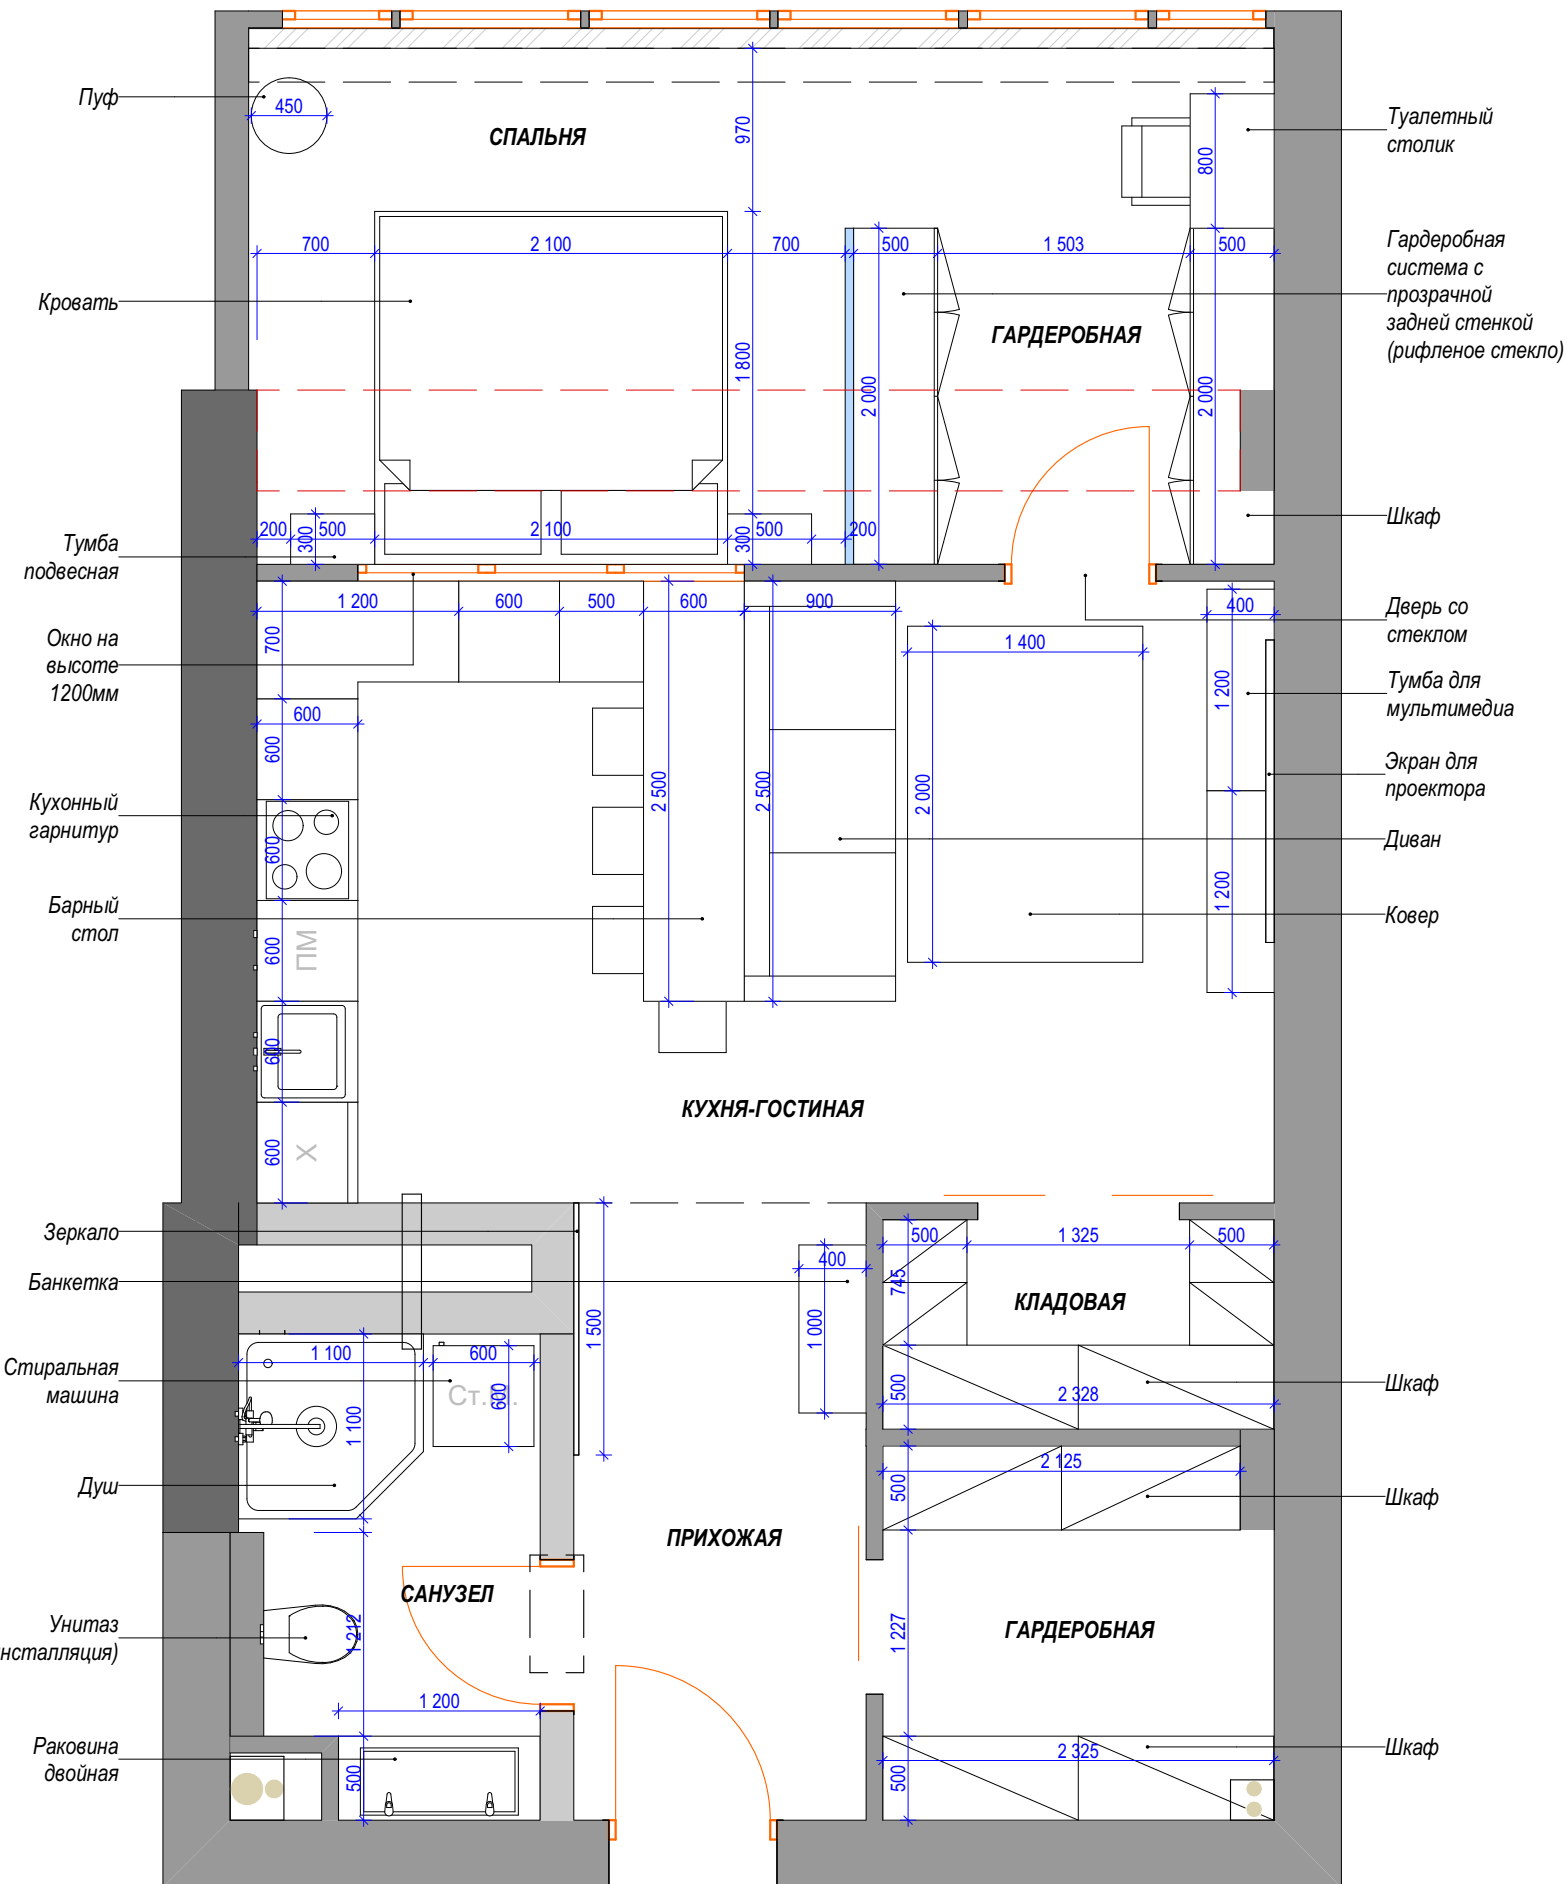 Пуф
450
СПАЛЬНЯ
970
800
Туалетный
столик
700
2 100
700
500
1 503
500
Гардеробная
система с
прозрачной
задней стенкой
(рифленое стекло)
Кровать
ГАРДЕРОБНАЯ
1 800
2 000
2 000
200
500
300
2 100
300
500
200
Шкаф
Тумба
подвесная
1 200
600
500
600
900
400
Дверь со
стеклом
Окно на
высоте
1200мм
700
1 400
1 200
Тумба для
мультимедиа
600
600
2 500
2 500
2 000
Экран для
проектора
Кухонный
гарнитур
600
Диван
1 200
Барный
стол
600
ПМ
Ковер
600
КУХНЯ-ГОСТИНАЯ
600
Х
Зеркало
500
1 325
500
Банкетка
400
745
1 500
1 000
КЛАДОВАЯ
Стиральная
машина
1 100
600
Ст.
600
500
2 328
Шкаф
1 100
2 125
500
Душ
Шкаф
ПРИХОЖАЯ
САНУЗЕЛ
Унитаз
нсталляция)
1 212
1 227
ГАРДЕРОБНАЯ
1 200
Раковина
двойная
500
500
2 325
Шкаф